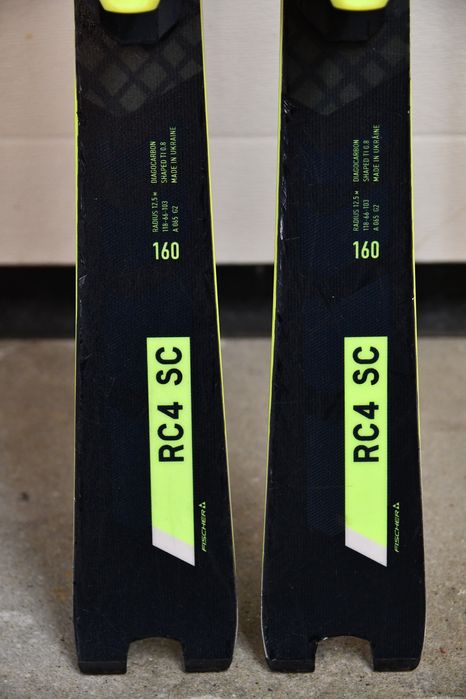 DIAGOCARBON
SHAPED TI 0.8
MADE IN UKRAINE
RADIUS 12.5 M
118-66-103
A 065 G2
160
RC4 SC
FISCHER
DIAGOCARBON
SHAPED TI 0.8
MADE IN UKRAINE
RADIUS 12.5 M
118-66-103
A 065 G2
160
RC4 SC
FISCHER